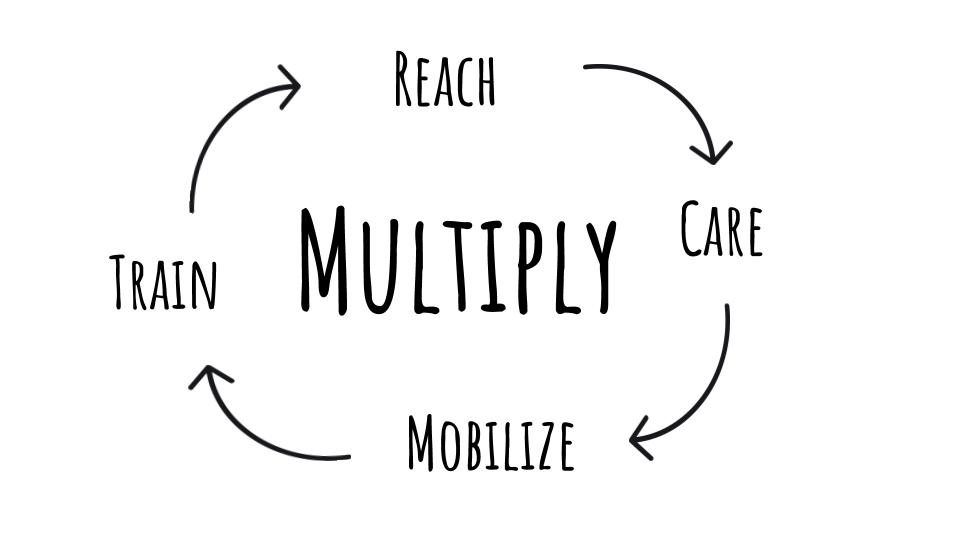 Reach
Care
Multiply
Train
Mobilize